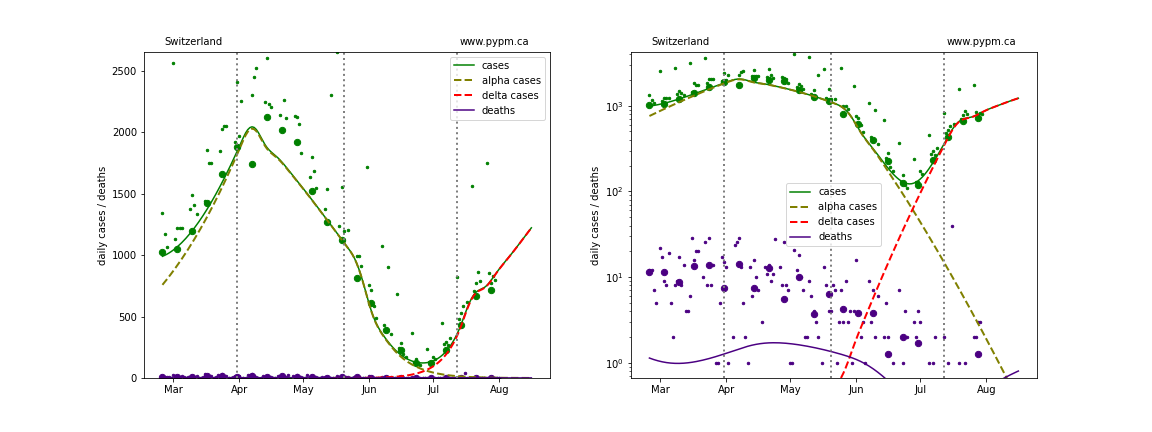 Switzerland
www.pypm.ca
daily cases / deaths
2500
2000
1500
1000
500
0
cases
alpha cases
delta cases
deaths
Mar
Apr
May
Jun
Jul
Aug
Switzerland
www.pypm.ca
daily cases / deaths
10³
10²
10¹
10⁰
cases
alpha cases
delta cases
deaths
Mar
Apr
May
Jun
Jul
Aug